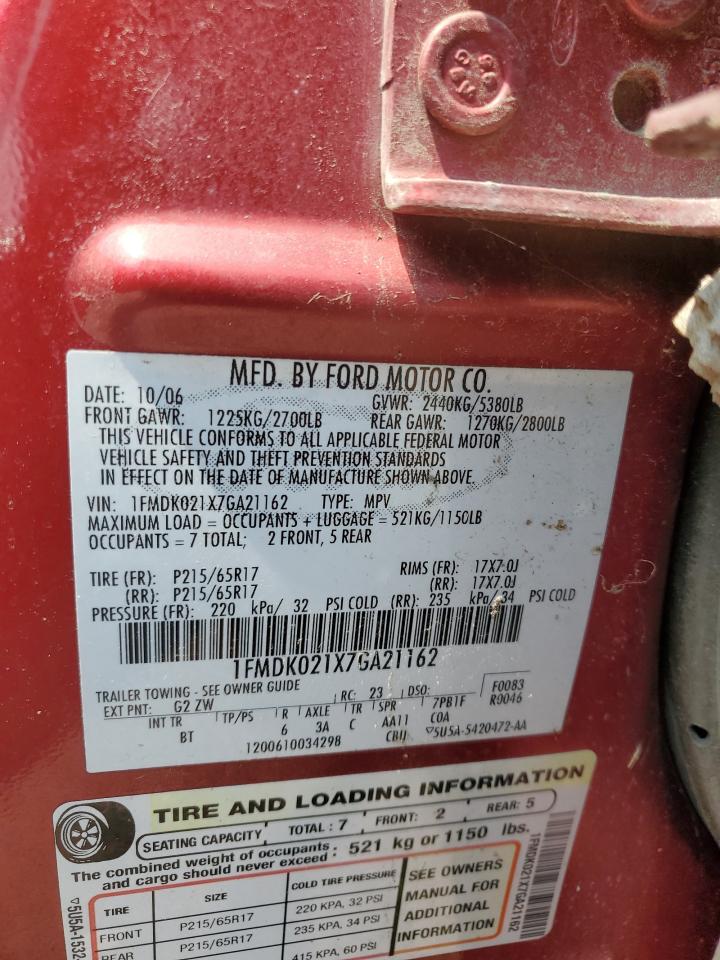 MFD. BY FORD MOTOR CO.
DATE: 10/06 GVWR: 2440KG/5380LB
FRONT GAWR: 1225KG/2700LB REAR GAWR: 1270KG/2800LB
THIS VEHICLE CONFORMS TO ALL APPLICABLE FEDERAL MOTOR
VEHICLE SAFETY AND THEFT PREVENTION STANDARDS
IN EFFECT ON THE DATE OF MANUFACTURE SHOWN ABOVE.
VIN: 1FMDK021X7GA21162 TYPE: MPV
MAXIMUM LOAD = OCCUPANTS + LUGGAGE = 521KG/1150LB
OCCUPANTS = 7 TOTAL; 2 FRONT, 5 REAR
TIRE (FR): P215/65R17 RIMS (FR): 17X7.0J
(RR): P215/65R17 (RR): 17X7.0J
PRESSURE (FR): 220 kPa/ 32 PSI COLD (RR): 235 kPa/ 34 PSI COLD
1FMDK021X7GA21162
TRAILER TOWING - SEE OWNER GUIDE RC: 23 DSO: F0083
EXT PNT: G2 ZW R0046
INT TR TP/PS R AXLE TR SPR 7PB1F
BT 6 3A C AA11 COA
1200610034298 CBIJ ▽5U5A-5420472-AA
TIRE AND LOADING INFORMATION
SEATING CAPACITY TOTAL : 7 FRONT: 2 REAR: 5
The combined weight of occupants and cargo should never exceed : 521 kg or 1150 lbs.
TIRE SIZE COLD TIRE PRESSURE
FRONT P215/65R17 220 KPA, 32 PSI
REAR P215/65R17 235 KPA, 34 PSI
415 KPA, 60 PSI
SEE OWNERS
MANUAL FOR
ADDITIONAL
INFORMATION
1FMDK021X7GA21162
▽5U5A-1532